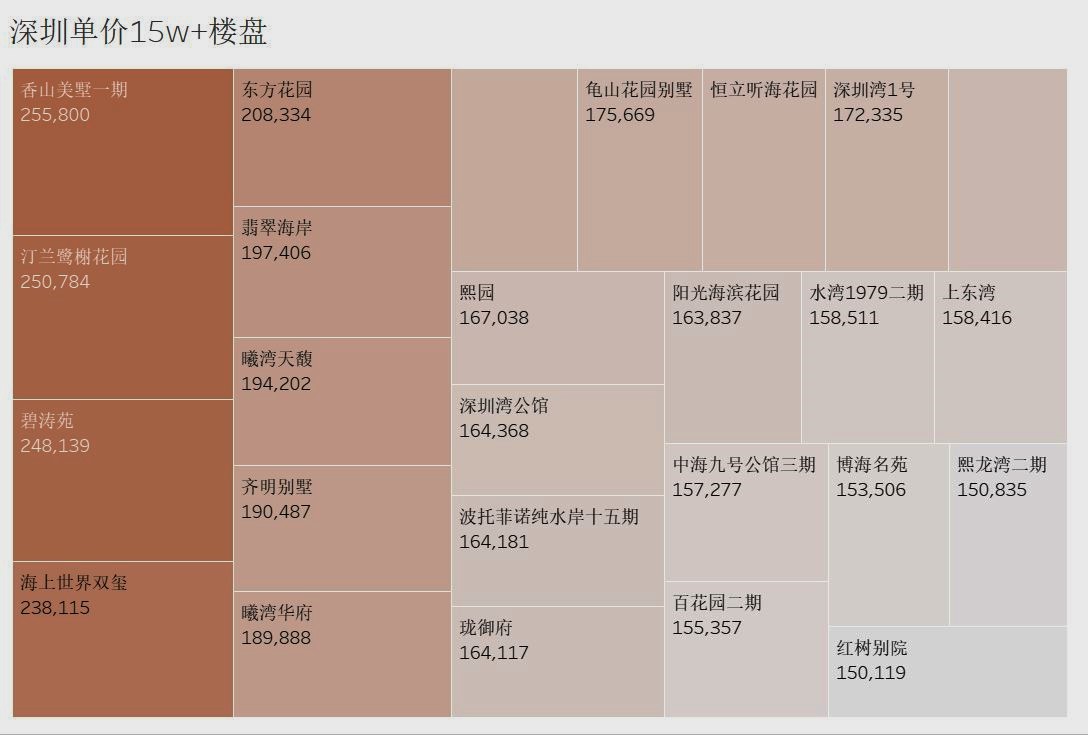 深圳单价15w+楼盘
香山美墅一期
255,800
汀兰鹭榭花园
250,784
碧涛苑
248,139
海上世界双玺
238,115
东方花园
208,334
翡翠海岸
197,406
曦湾天馥
194,202
齐明别墅
190,487
曦湾华府
189,888
龟山花园别墅
175,669
恒立听海花园
深圳湾1号
172,335
熙园
167,038
深圳湾公馆
164,368
波托菲诺纯水岸十五期
164,181
珑御府
164,117
阳光海滨花园
163,837
水湾1979二期
158,511
上东湾
158,416
中海九号公馆三期
157,277
百花园二期
155,357
博海名苑
153,506
熙龙湾二期
150,835
红树别院
150,119